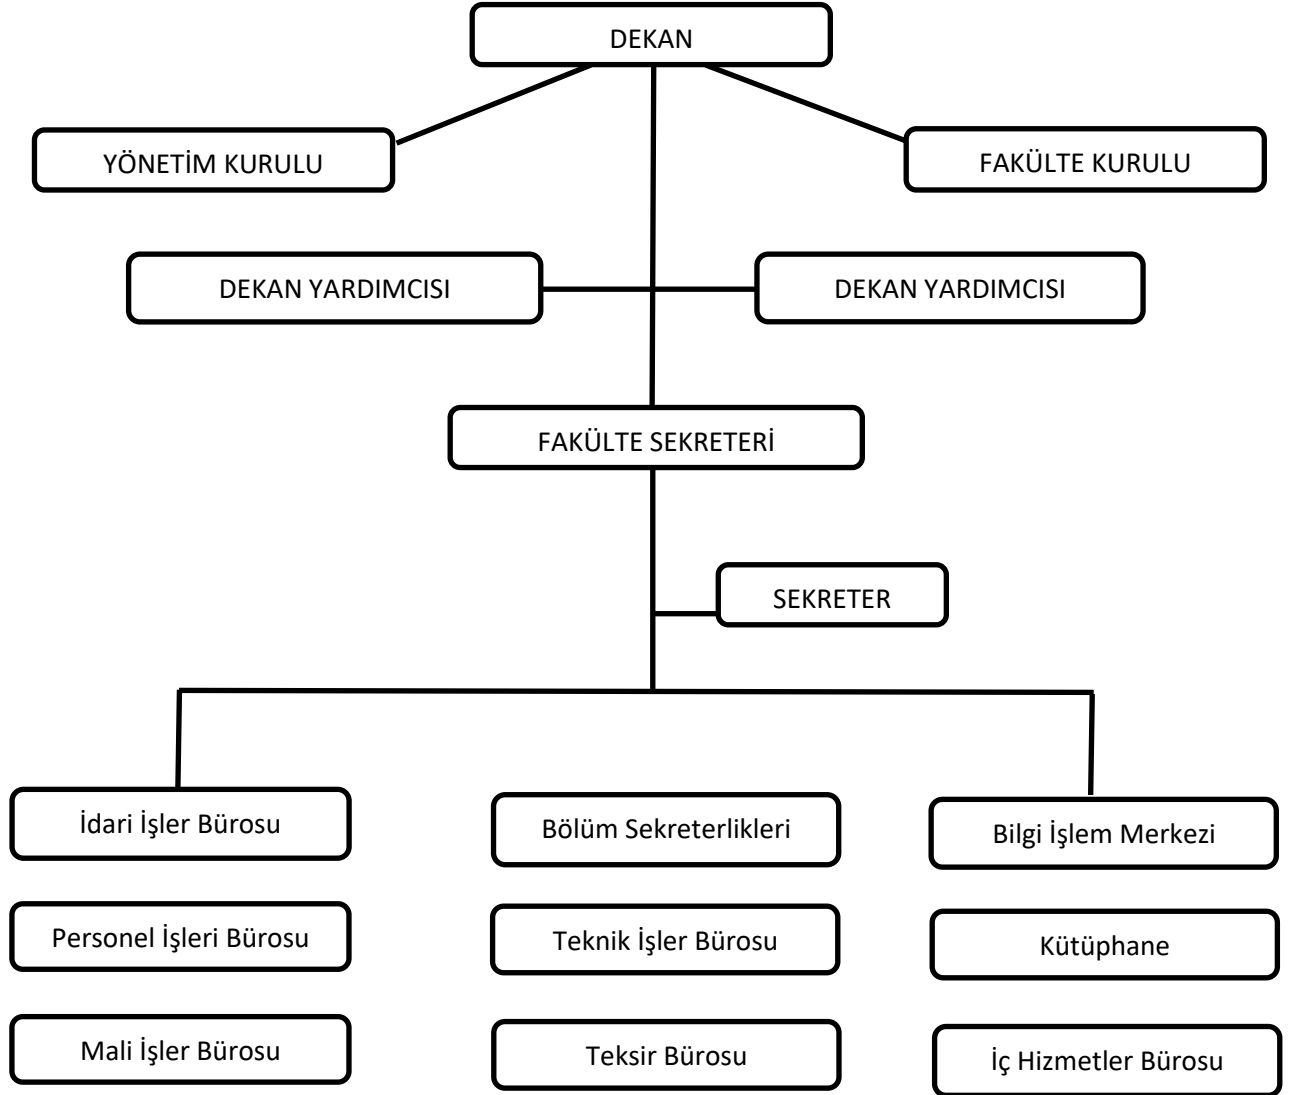 DEKAN
YÖNETİM KURULU
FAKÜLTE KURULU
DEKAN YARDIMCISI
DEKAN YARDIMCISI
FAKÜLTE SEKRETERİ
SEKRETER
İdari İşler Bürosu
Bölüm Sekreterlikleri
Bilgi İşlem Merkezi
Personel İşleri Bürosu
Teknik İşler Bürosu
Kütüphane
Mali İşler Bürosu
Teksir Bürosu
İç Hizmetler Bürosu